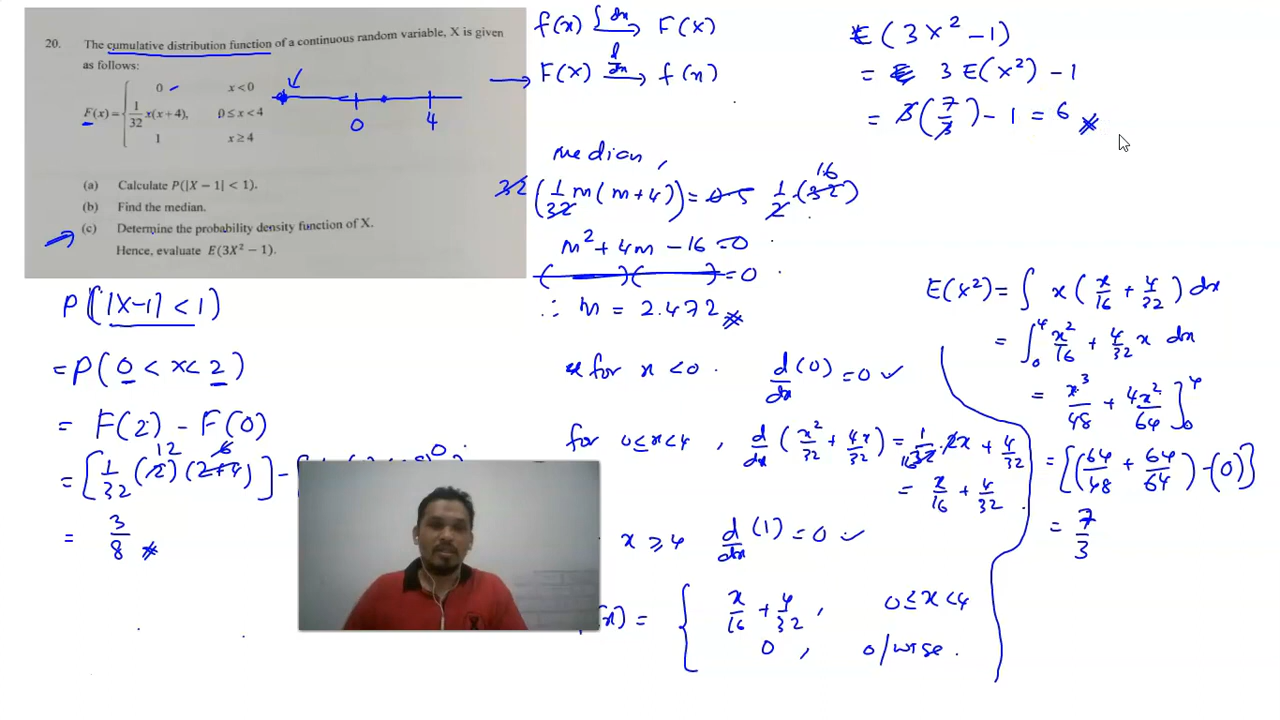 20. The cumulative distribution function of a continuous random variable, X is given
as follows:
F(x) = { 0 x < 0
1/32 x(x+4), 0 ≤ x < 4
1 x ≥ 4
(a) Calculate P(|X − 1| < 1).
(b) Find the median.
(c) Determine the probability density function of X.
Hence, evaluate E(3X² − 1).
0 4
P(|X−1| < 1)
= P(0 < x < 2)
= F(2) − F(0)
12 6 0
= [1/32 (2)(2+4)] −
= 3/8
f(x) ∫dx → F(x)
F(x) d/dx → f(x)
median,
32(1/32 m(m+4)) = 0.5 1/2 (32) 16
m² + 4m − 16 = 0
( )( ) = 0
∴ m = 2.472
for x < 0. d/dx (0) = 0 ✓
for 0 ≤ x < 4, d/dx (x²/32 + 4x/32) = 1/32 . 2x + 4/32
16
= x/16 + 4/32
x ≥ 4 d/dx (1) = 0 ✓
(x) = { x/16 + 4/32, 0 ≤ x < 4
0, o/wise.
E(3X² − 1)
= E 3 E(X²) − 1
= 3(7/3) − 1 = 6
E(X²) = ∫ x(x/16 + 4/32) dx
= ∫₀⁴ x²/16 + 4/32 x dx
= x³/48 + 4x²/64 ]₀⁴
= [(64/48 + 64/64) − (0)]
= 7/3